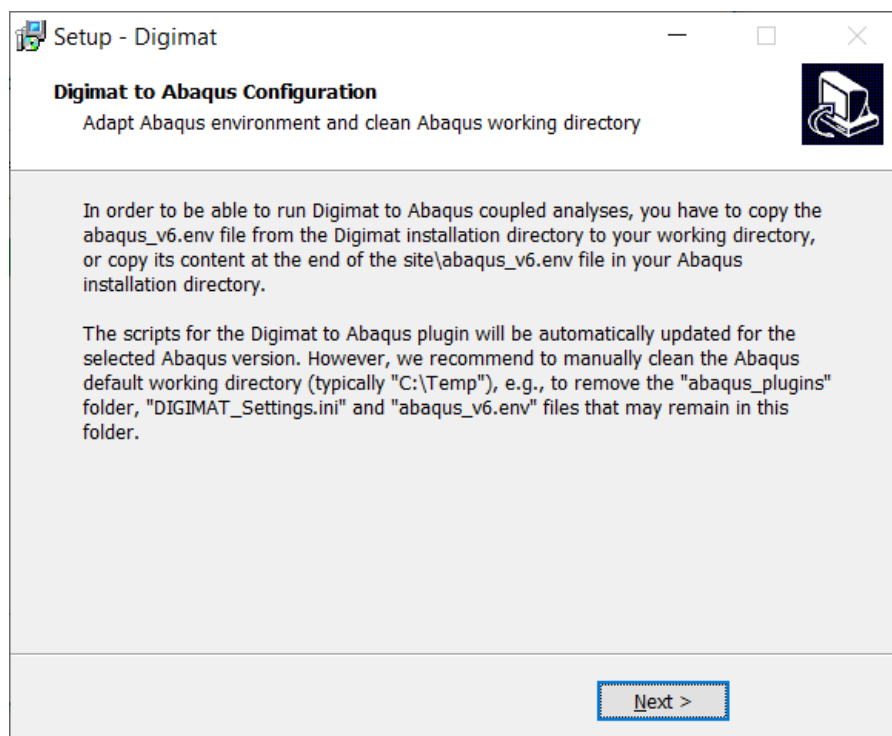 Setup - Digimat
Digimat to Abaqus Configuration
Adapt Abaqus environment and clean Abaqus working directory
In order to be able to run Digimat to Abaqus coupled analyses, you have to copy the
abaqus_v6.env file from the Digimat installation directory to your working directory,
or copy its content at the end of the site\abaqus_v6.env file in your Abaqus
installation directory.
The scripts for the Digimat to Abaqus plugin will be automatically updated for the
selected Abaqus version. However, we recommend to manually clean the Abaqus
default working directory (typically "C:\Temp"), e.g., to remove the "abaqus_plugins"
folder, "DIGIMAT_Settings.ini" and "abaqus_v6.env" files that may remain in this
folder.
Next >